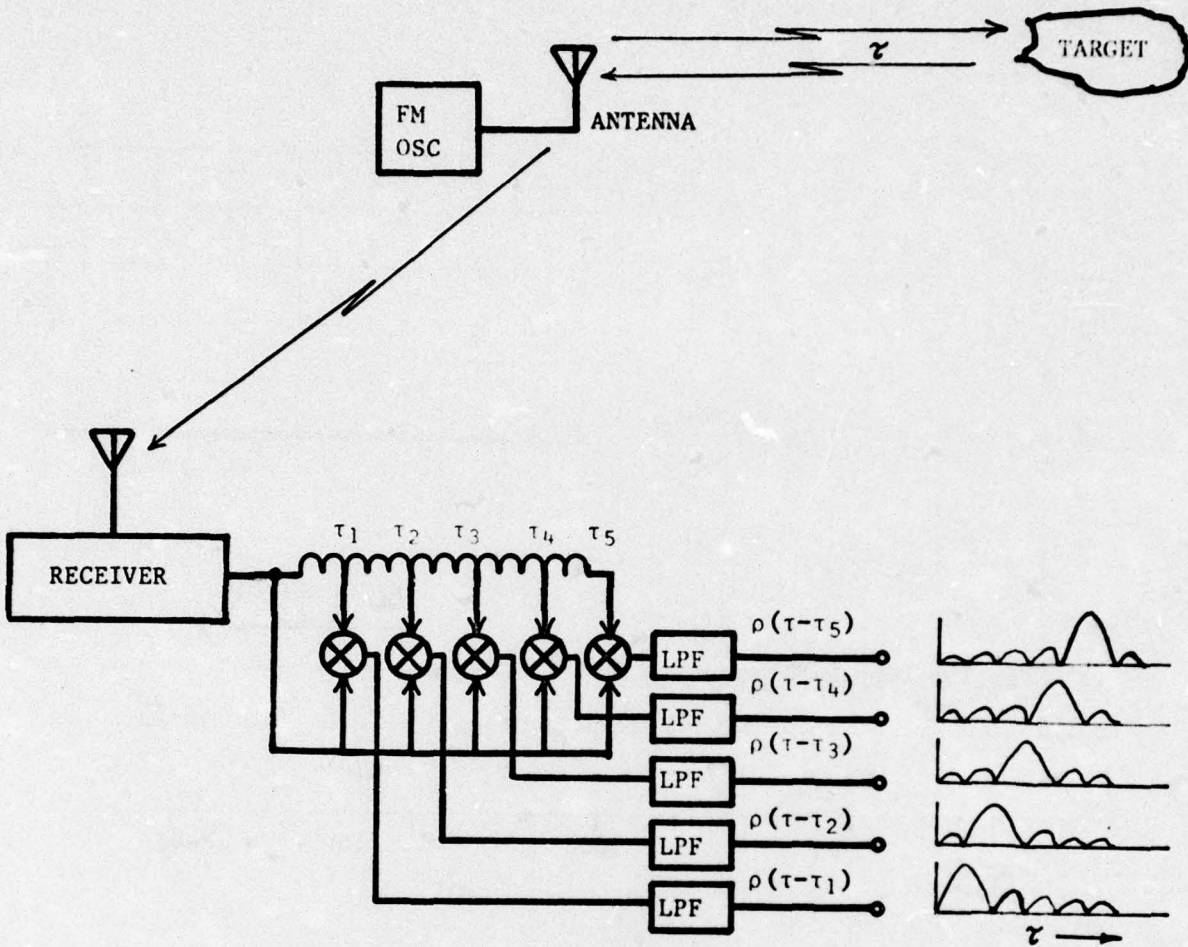 TARGET
τ
FM
OSC
ANTENNA
τ1 τ2 τ3 τ4 τ5
RECEIVER
ρ(τ-τ5)
LPF
ρ(τ-τ4)
LPF
ρ(τ-τ3)
LPF
ρ(τ-τ2)
LPF
ρ(τ-τ1)
LPF
τ